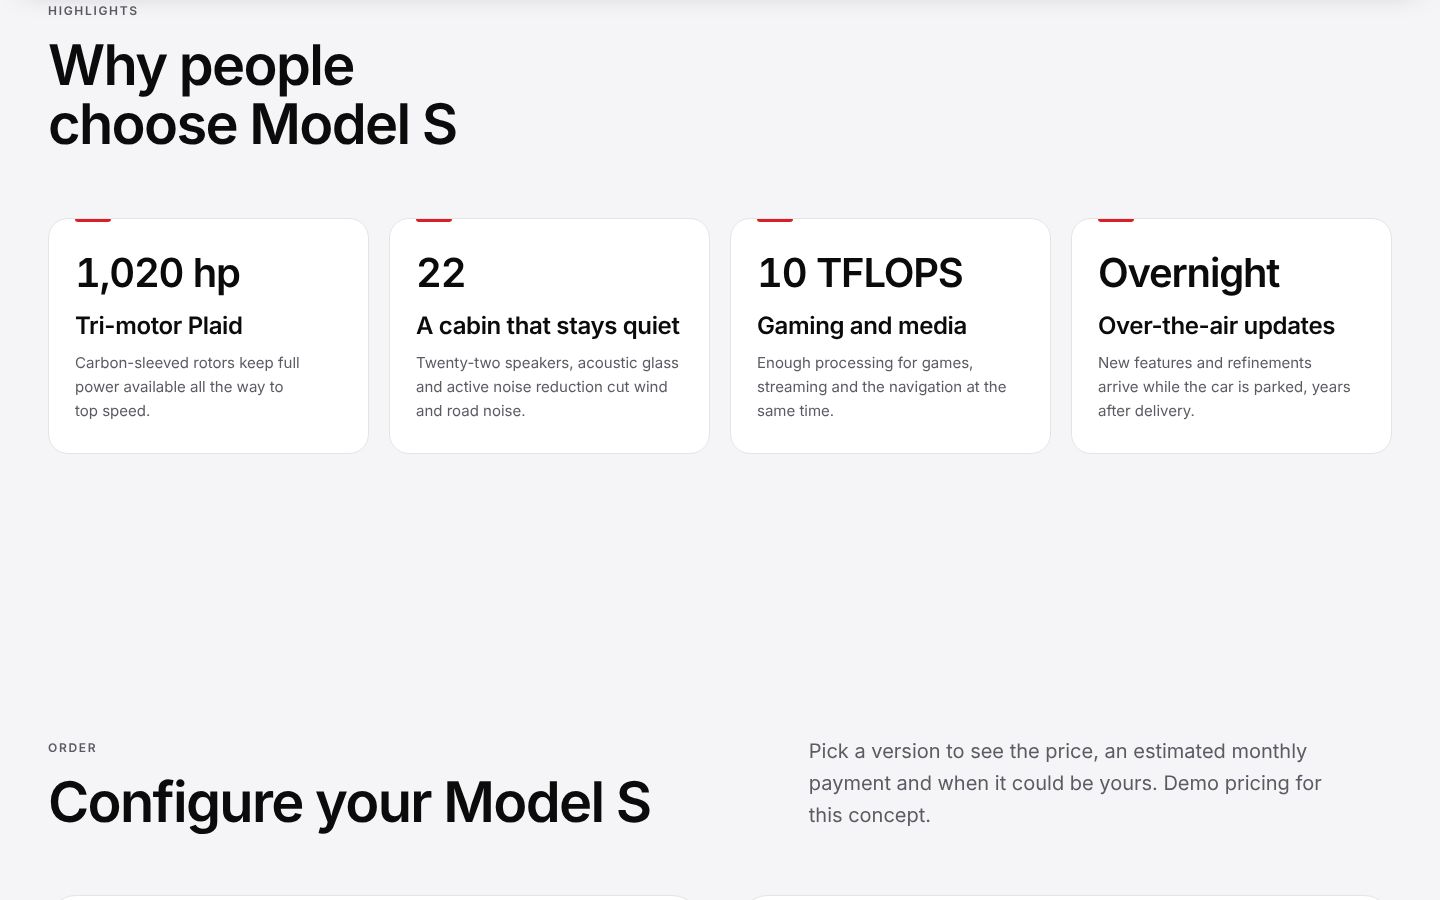 HIGHLIGHTS
Why people
choose Model S
1,020 hp
Tri-motor Plaid
Carbon-sleeved rotors keep full
power available all the way to
top speed.
22
A cabin that stays quiet
Twenty-two speakers, acoustic glass
and active noise reduction cut wind
and road noise.
10 TFLOPS
Gaming and media
Enough processing for games,
streaming and the navigation at the
same time.
Overnight
Over-the-air updates
New features and refinements
arrive while the car is parked, years
after delivery.
ORDER
Configure your Model S
Pick a version to see the price, an estimated monthly
payment and when it could be yours. Demo pricing for
this concept.